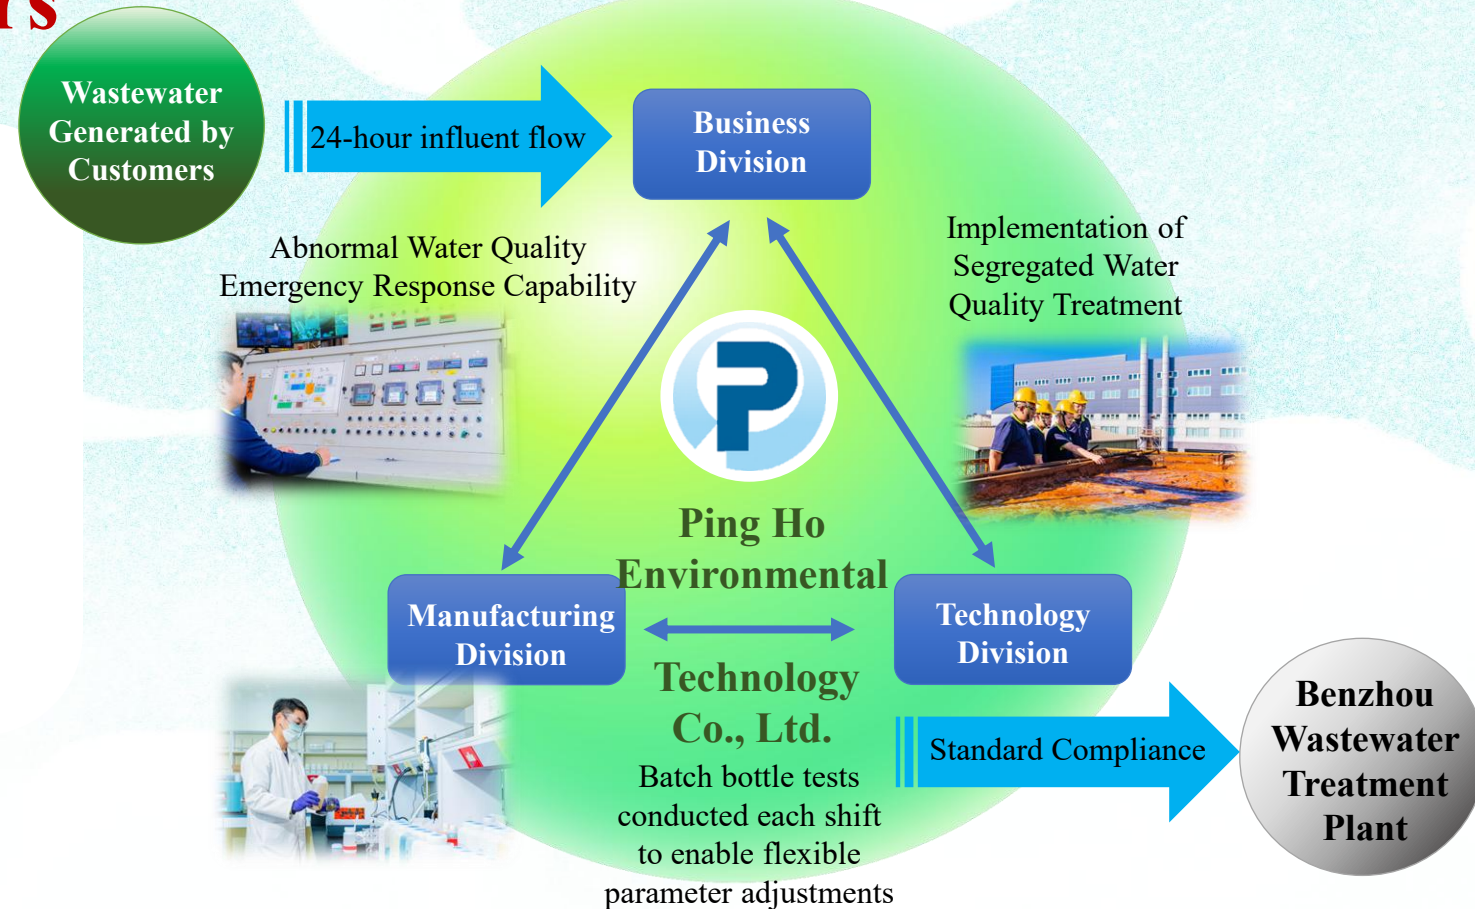 rs
Wastewater
Generated by
Customers
24-hour influent flow
Business
Division
Abnormal Water Quality
Emergency Response Capability
Implementation of
Segregated Water
Quality Treatment
P
Ping Ho
Environmental
Manufacturing
Division
Technology
Division
Technology
Co., Ltd.
Standard Compliance
Benzhou
Wastewater
Treatment
Plant
Batch bottle tests
conducted each shift
to enable flexible
parameter adjustments